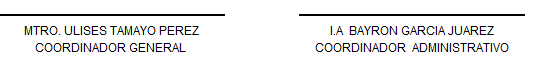 MTRO. ULISES TAMAYO PEREZ
COORDINADOR GENERAL
I.A  BAYRON GARCIA JUAREZ
COORDINADOR  ADMINISTRATIVO